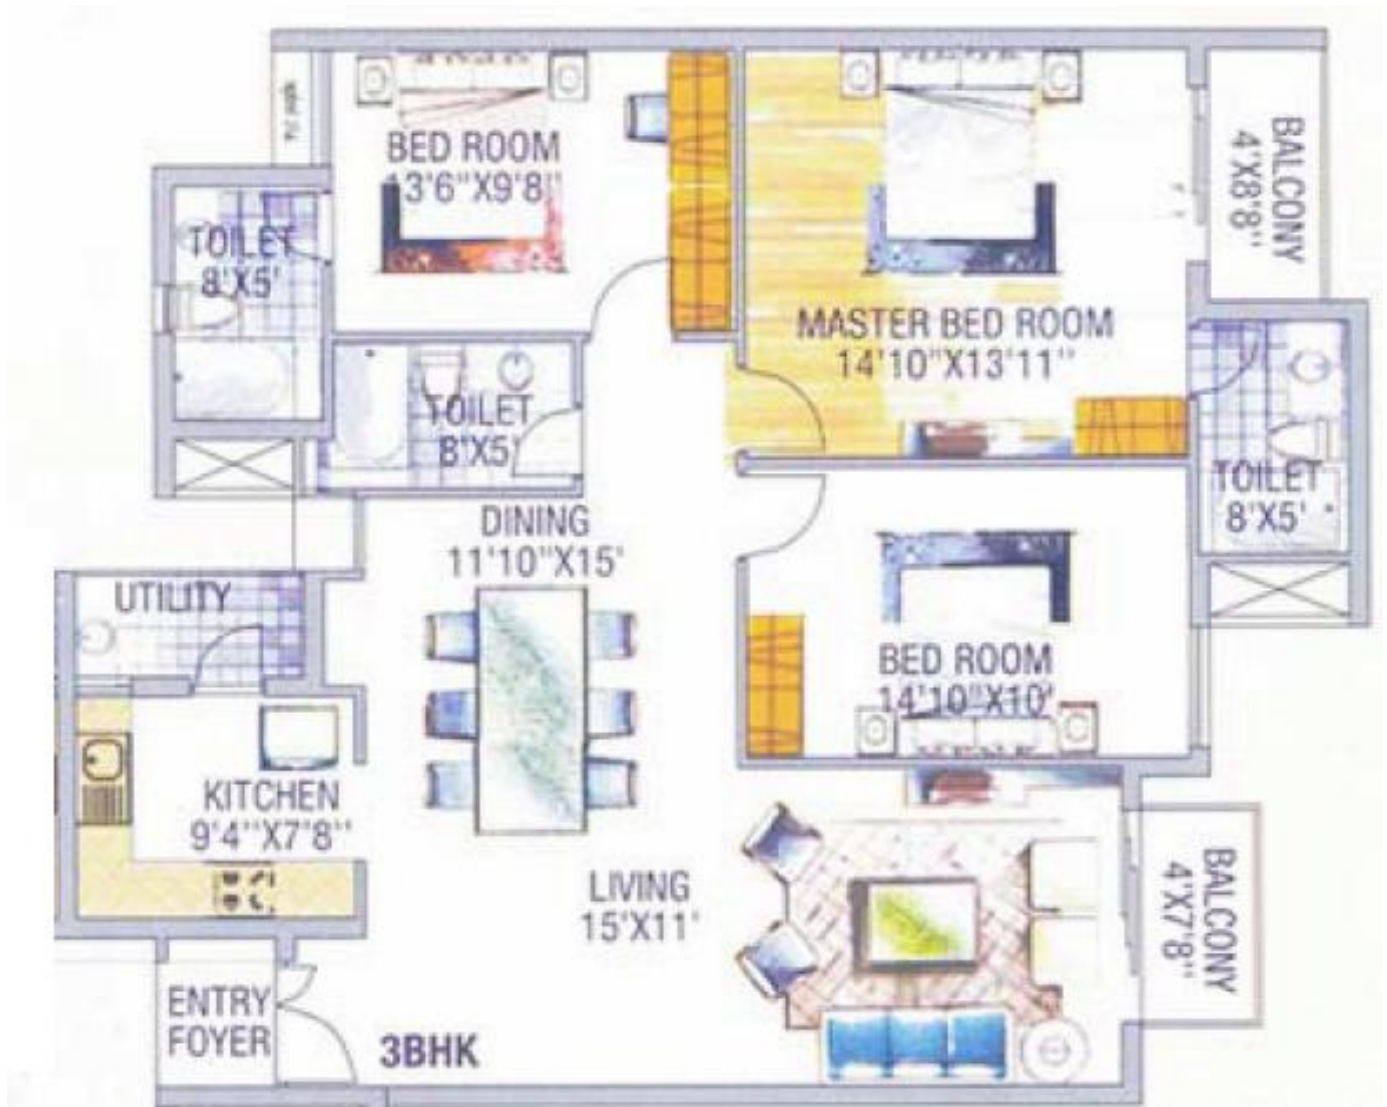 BED ROOM
13'6"X9'8"
BALCONY
4'X8'8"
TOILET
8'X5'
MASTER BED ROOM
14'10"X13'11"
TOILET
8'X5'
TOILET
8'X5'
DINING
11'10"X15'
UTILITY
BED ROOM
14'10"X10'
KITCHEN
9'4"X7'8"
LIVING
15'X11'
BALCONY
4'X7'8"
ENTRY
FOYER
3BHK